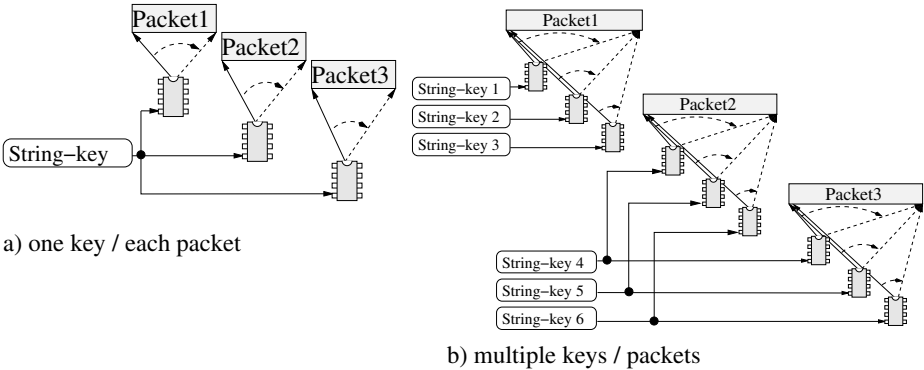 Packet1
Packet2
Packet3
String-key
a) one key / each packet
Packet1
String-key 1
String-key 2
String-key 3
Packet2
Packet3
String-key 4
String-key 5
String-key 6
b) multiple keys / packets